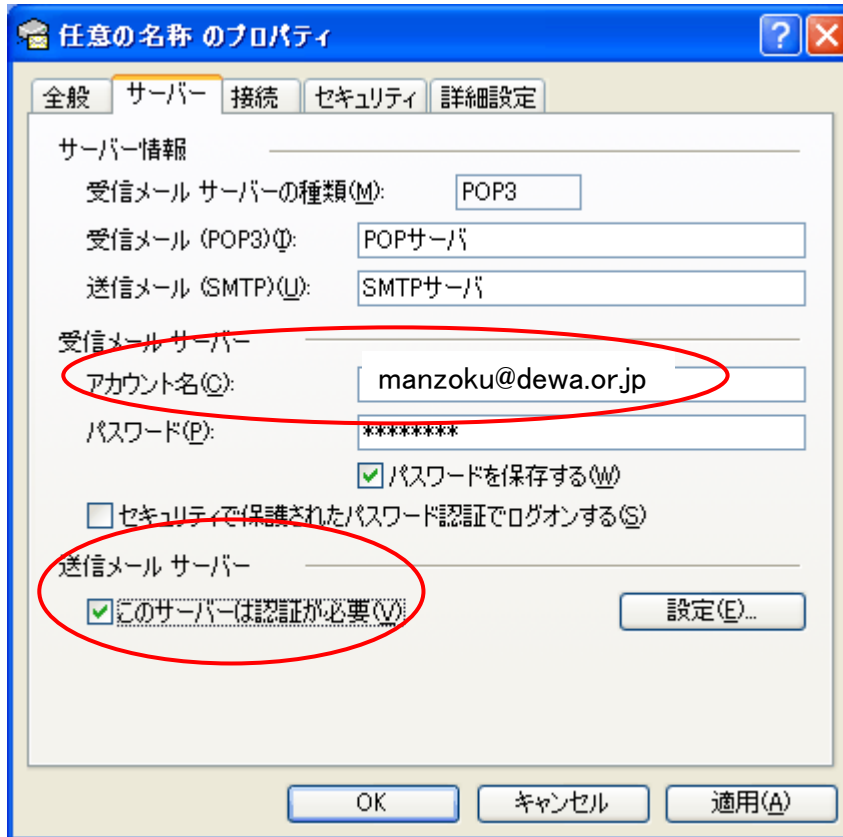 任意の名称 のプロパティ
全般 サーバー 接続 セキュリティ 詳細設定
サーバー情報
受信メール サーバーの種類(M): POP3
受信メール (POP3)(I): POPサーバ
送信メール (SMTP)(U): SMTPサーバ
受信メール サーバー
アカウント名(C): manzoku@dewa.or.jp
パスワード(P): ********
パスワードを保存する(W)
セキュリティで保護されたパスワード認証でログオンする(S)
送信メール サーバー
このサーバーは認証が必要(V) 設定(E)...
OK キャンセル 適用(A)